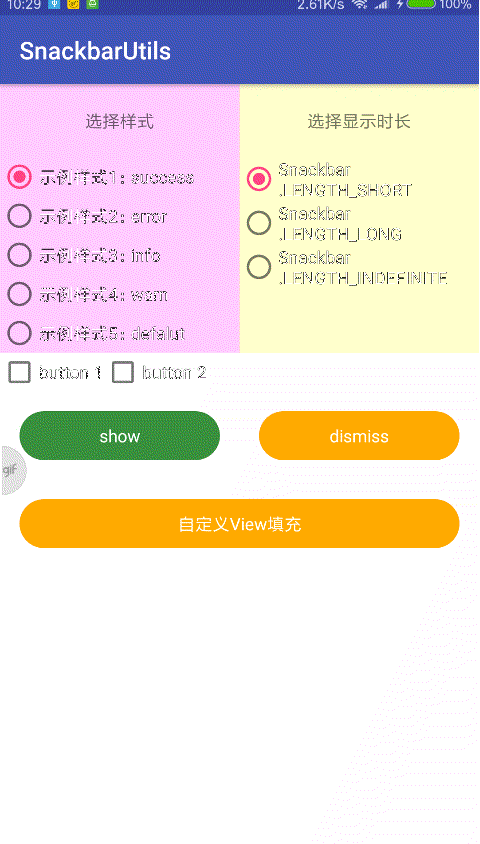 10:29
2.61K/s
100%
SnackbarUtils
选择样式
选择显示时长
示例样式1: success
示例样式2: error
示例样式3: info
示例样式4: warn
示例样式5: defalut
Snackbar
.LENGTH_SHORT
Snackbar
.LENGTH_LONG
Snackbar
.LENGTH_INDEFINITE
button 1
button 2
show
dismiss
gif
自定义View填充